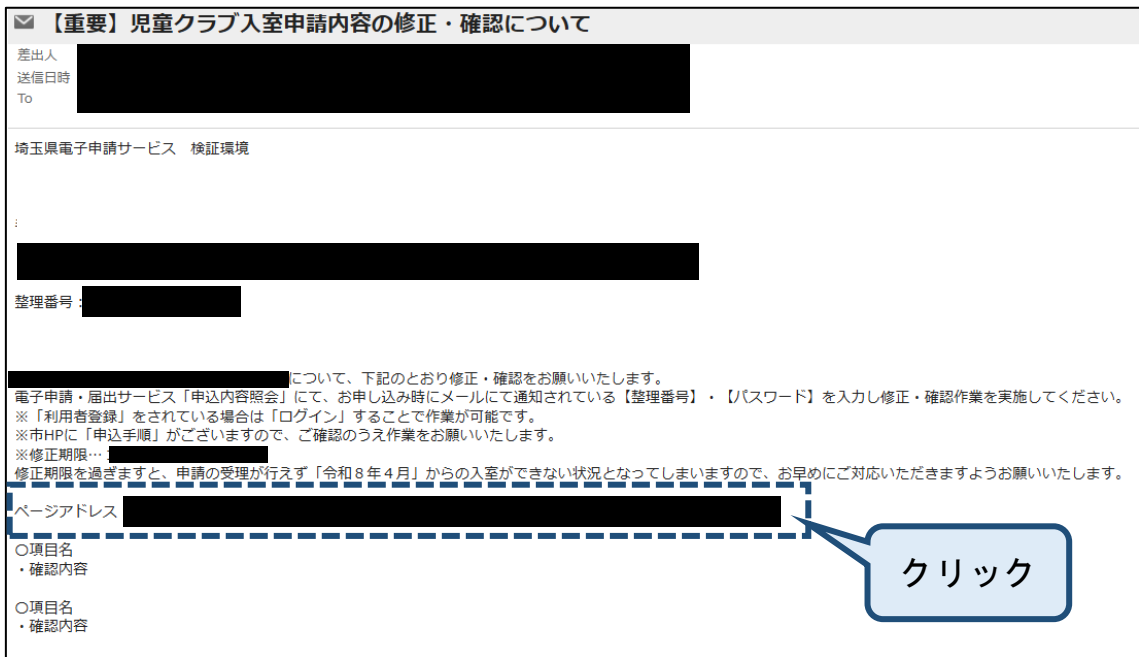 【重要】児童クラブ入室申請内容の修正・確認について
差出人
送信日時
To
埼玉県電子申請サービス　検証環境
:
整理番号：
について、下記のとおり修正・確認をお願いいたします。
電子申請・届出サービス「申込内容照会」にて、お申し込み時にメールにて通知されている【整理番号】・【パスワード】を入力し修正・確認作業を実施してください。
※「利用者登録」をされている場合は「ログイン」することで作業が可能です。
※市HPに「申込手順」がございますので、ご確認のうえ作業をお願いいたします。
※修正期限…：
修正期限を過ぎますと、申請の受理が行えず「令和８年４月」からの入室ができない状況となってしまいますので、お早めにご対応いただきますようお願いいたします。
ページアドレス
クリック
○項目名
・確認内容
○項目名
・確認内容